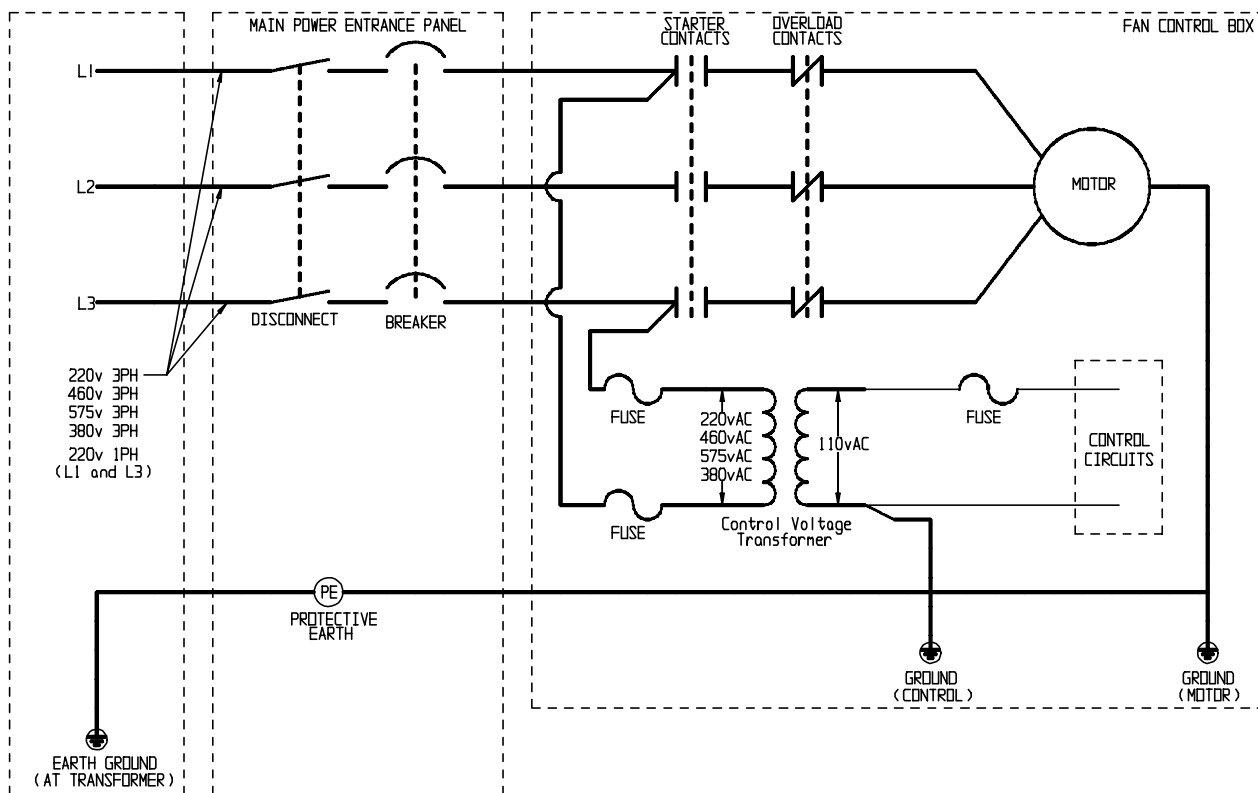 MAIN POWER ENTRANCE PANEL
STARTER
CONTACTS
OVERLOAD
CONTACTS
FAN CONTROL BOX
L1
L2
MOTOR
L3
DISCONNECT
BREAKER
220v 3PH
460v 3PH
575v 3PH
380v 3PH
220v 1PH
(L1 and L3)
FUSE
220vAC
460vAC
575vAC
380vAC
110vAC
FUSE
CONTROL
CIRCUITS
FUSE
Control Voltage
Transformer
PE
PROTECTIVE
EARTH
GROUND
(CONTROL)
GROUND
(MOTOR)
EARTH GROUND
(AT TRANSFORMER)